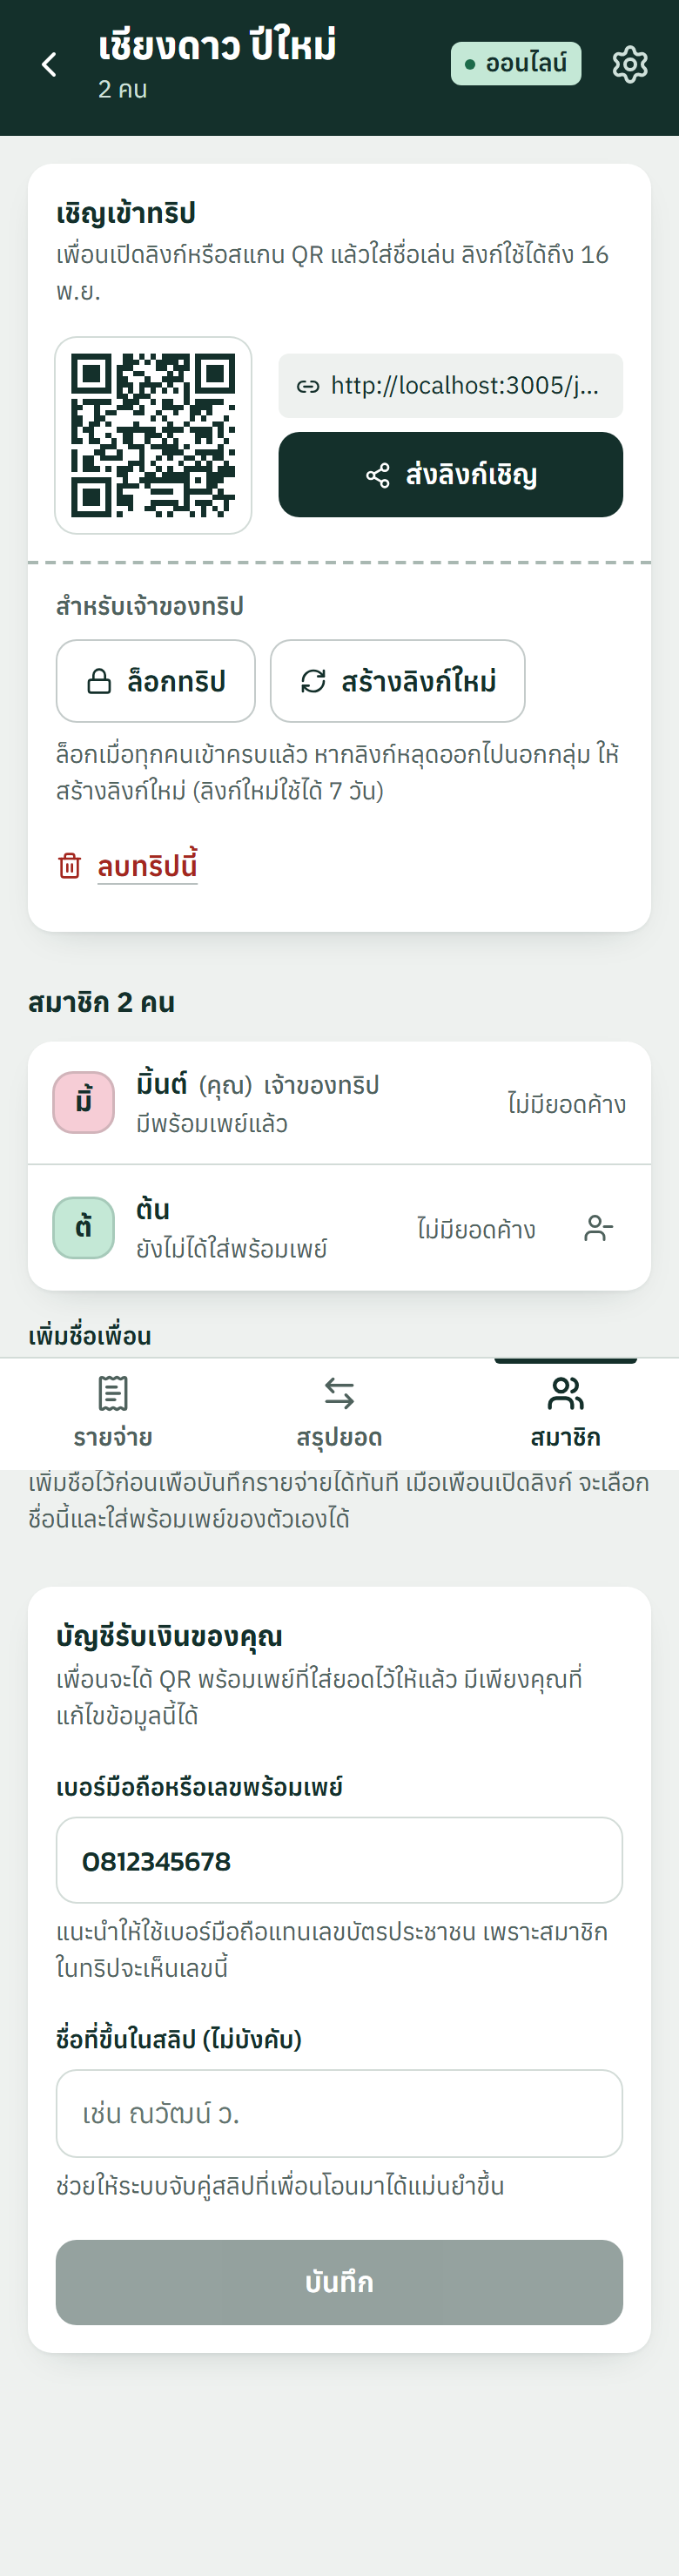 เชียงดาว ปีใหม่
2 คน
ออนไลน์
เชิญเข้าทริป
เพื่อนเปิดลิงก์หรือสแกน QR แล้วใส่ชื่อเล่น ลิงก์ใช้ได้ถึง 16
พ.ย.
http://localhost:3005/j...
ส่งลิงก์เชิญ
สำหรับเจ้าของทริป
ล็อกทริป
สร้างลิงก์ใหม่
ล็อกเมื่อทุกคนเข้าครบแล้ว หากลิงก์หลุดออกไปนอกกลุ่ม ให้
สร้างลิงก์ใหม่ (ลิงก์ใหม่ใช้ได้ 7 วัน)
ลบทริปนี้
สมาชิก 2 คน
มิ้
มิ้นต์ (คุณ) เจ้าของทริป
มีพร้อมเพย์แล้ว
ไม่มียอดค้าง
ต้
ต้น
ยังไม่ได้ใส่พร้อมเพย์
ไม่มียอดค้าง
เพิ่มชื่อเพื่อน
รายจ่าย
สรุปยอด
สมาชิก
เพิ่มชื่อไว้ก่อนเพื่อบันทึกรายจ่ายได้ทันที เมื่อเพื่อนเปิดลิงก์ จะเลือก
ชื่อนี้และใส่พร้อมเพย์ของตัวเองได้
บัญชีรับเงินของคุณ
เพื่อนจะได้ QR พร้อมเพย์ที่ใส่ยอดไว้ให้แล้ว มีเพียงคุณที่
แก้ไขข้อมูลนี้ได้
เบอร์มือถือหรือเลขพร้อมเพย์
0812345678
แนะนำให้ใช้เบอร์มือถือแทนเลขบัตรประชาชน เพราะสมาชิก
ในทริปจะเห็นเลขนี้
ชื่อที่ขึ้นในสลิป (ไม่บังคับ)
เช่น ณวัฒน์ ว.
ช่วยให้ระบบจับคู่สลิปที่เพื่อนโอนมาได้แม่นยำขึ้น
บันทึก